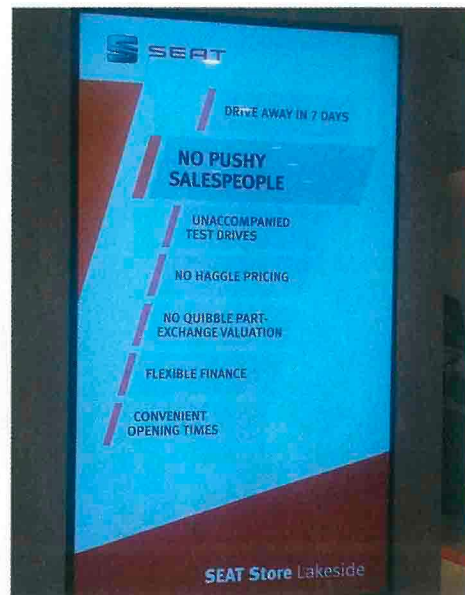 SEAT
DRIVE AWAY IN 7 DAYS
NO PUSHY
SALESPEOPLE
UNACCOMPANIED
TEST DRIVES
NO HAGGLE PRICING
NO QUIBBLE PART-
EXCHANGE VALUATION
FLEXIBLE FINANCE
CONVENIENT
OPENING TIMES
SEAT Store Lakeside